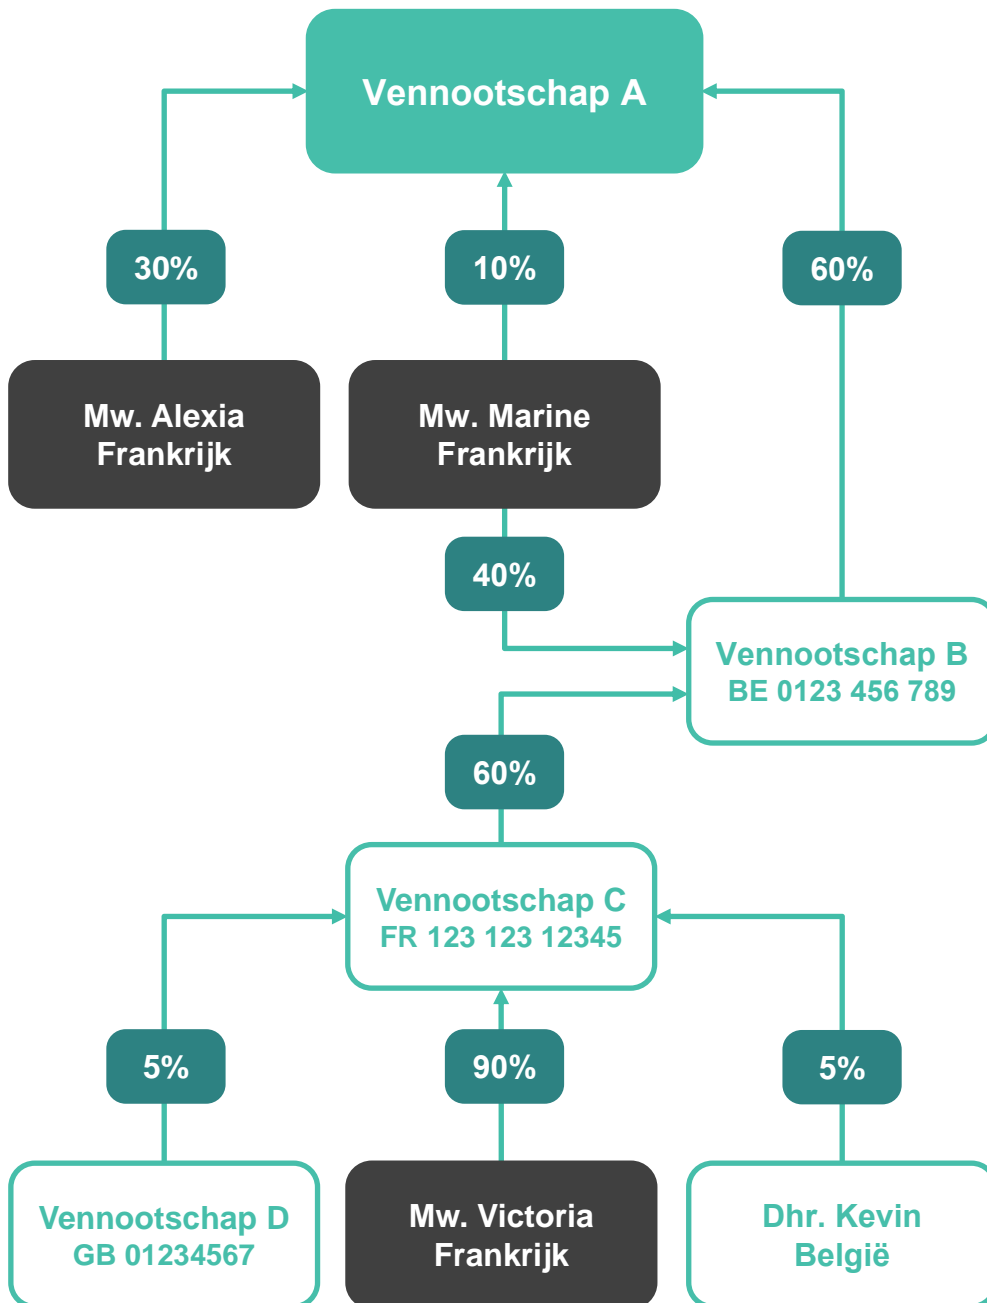 Vennootschap A
30%
10%
60%
Mw. Alexia
Frankrijk
Mw. Marine
Frankrijk
40%
Vennootschap B
BE 0123 456 789
60%
Vennootschap C
FR 123 123 12345
5%
90%
5%
Vennootschap D
GB 01234567
Mw. Victoria
Frankrijk
Dhr. Kevin
België